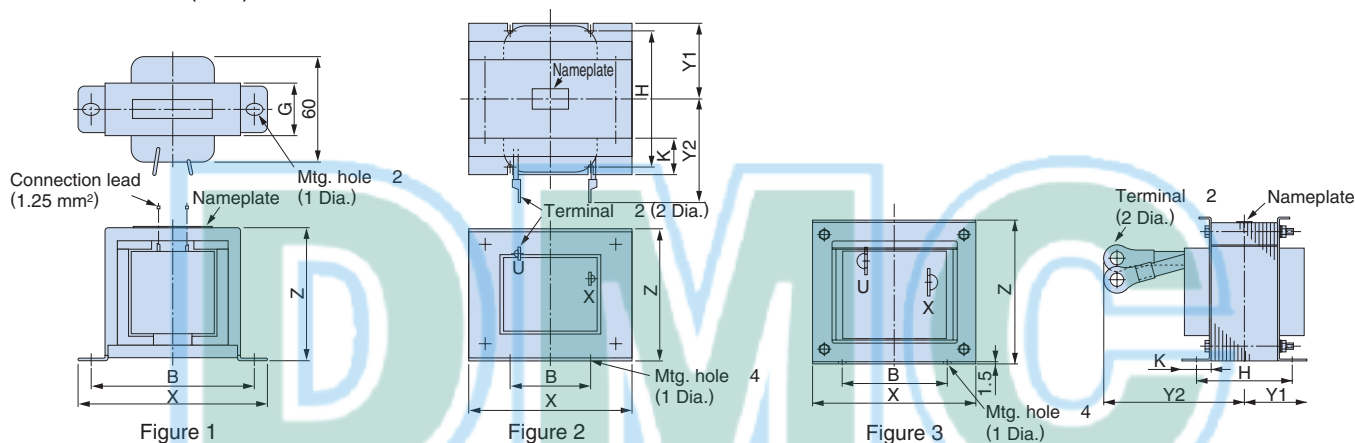 G
60
Mtg. hole 2
(1 Dia.)
Connection lead
(1.25 mm²)
Nameplate
Z
B
X
Figure 1
Nameplate
H
Y1
K
Y2
Terminal 2 (2 Dia.)
U
X
Z
B
X
Mtg. hole 4
(1 Dia.)
Figure 2
U
X
Z
1.5
B
X
Mtg. hole 4
(1 Dia.)
Figure 3
Terminal 2
(2 Dia.)
Nameplate
K
H
Y2
Y1
DMC